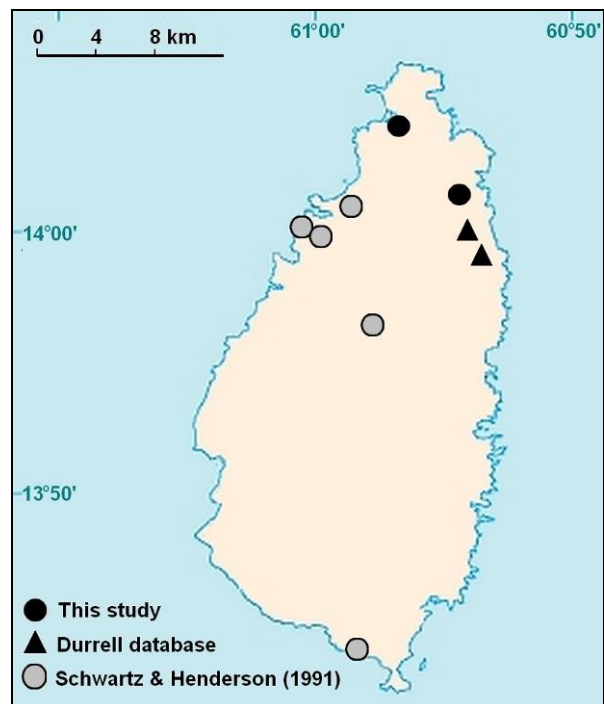 61°00' 60°50'
0 4 8 km
14°00'
13°50'
This study
Durrell database
Schwartz & Henderson (1991)